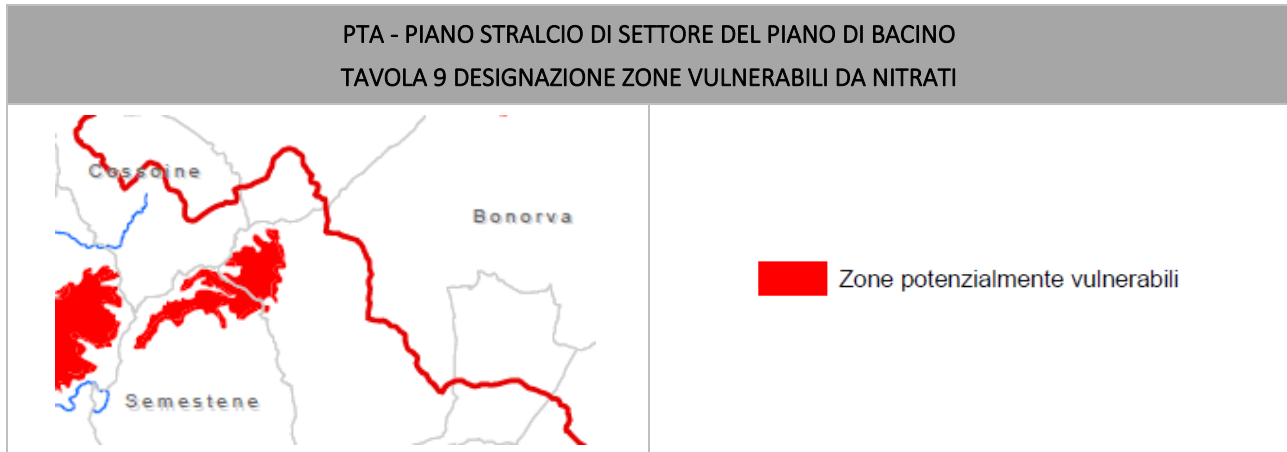 PTA - PIANO STRALCIO DI SETTORE DEL PIANO DI BACINO
TAVOLA 9 DESIGNAZIONE ZONE VULNERABILI DA NITRATI
Cossoine
Bonorva
Semestene
Zone potenzialmente vulnerabili